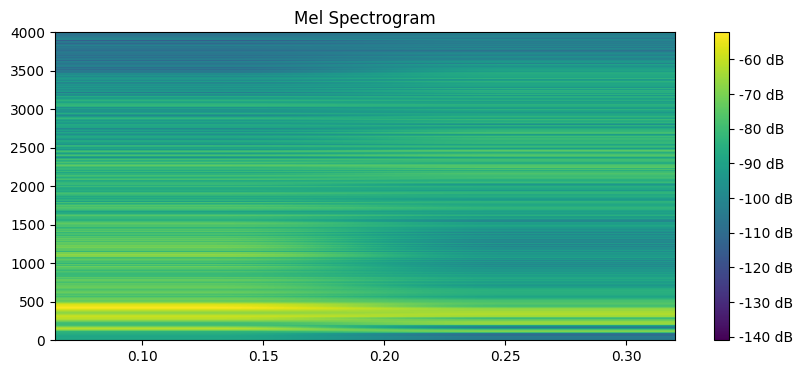 Mel Spectrogram
4000
3500
3000
2500
2000
1500
1000
500
0
0.10 0.15 0.20 0.25 0.30
-60 dB
-70 dB
-80 dB
-90 dB
-100 dB
-110 dB
-120 dB
-130 dB
-140 dB